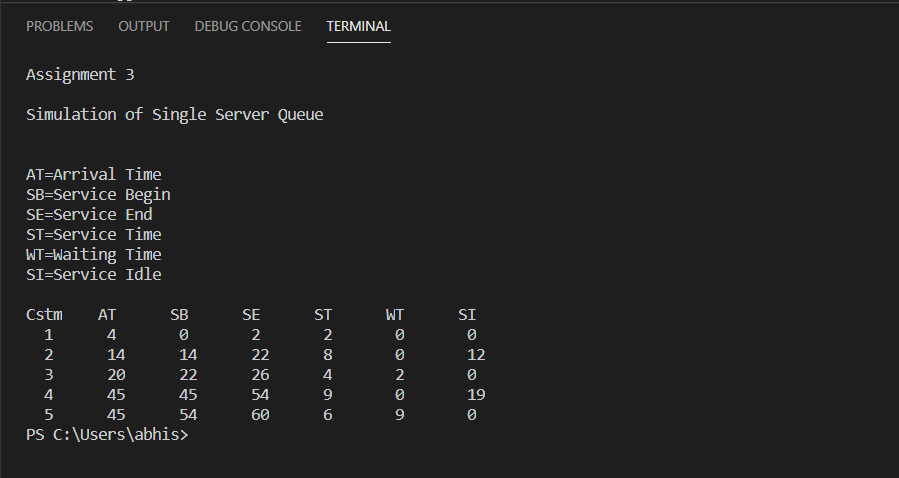 PROBLEMS OUTPUT DEBUG CONSOLE TERMINAL
Assignment 3
Simulation of Single Server Queue
AT=Arrival Time
SB=Service Begin
SE=Service End
ST=Service Time
WT=Waiting Time
SI=Service Idle
Cstm AT SB SE ST WT SI
1 4 0 2 2 0 0
2 14 14 22 8 0 12
3 20 22 26 4 2 0
4 45 45 54 9 0 19
5 45 54 60 6 9 0
PS C:\Users\abhis>